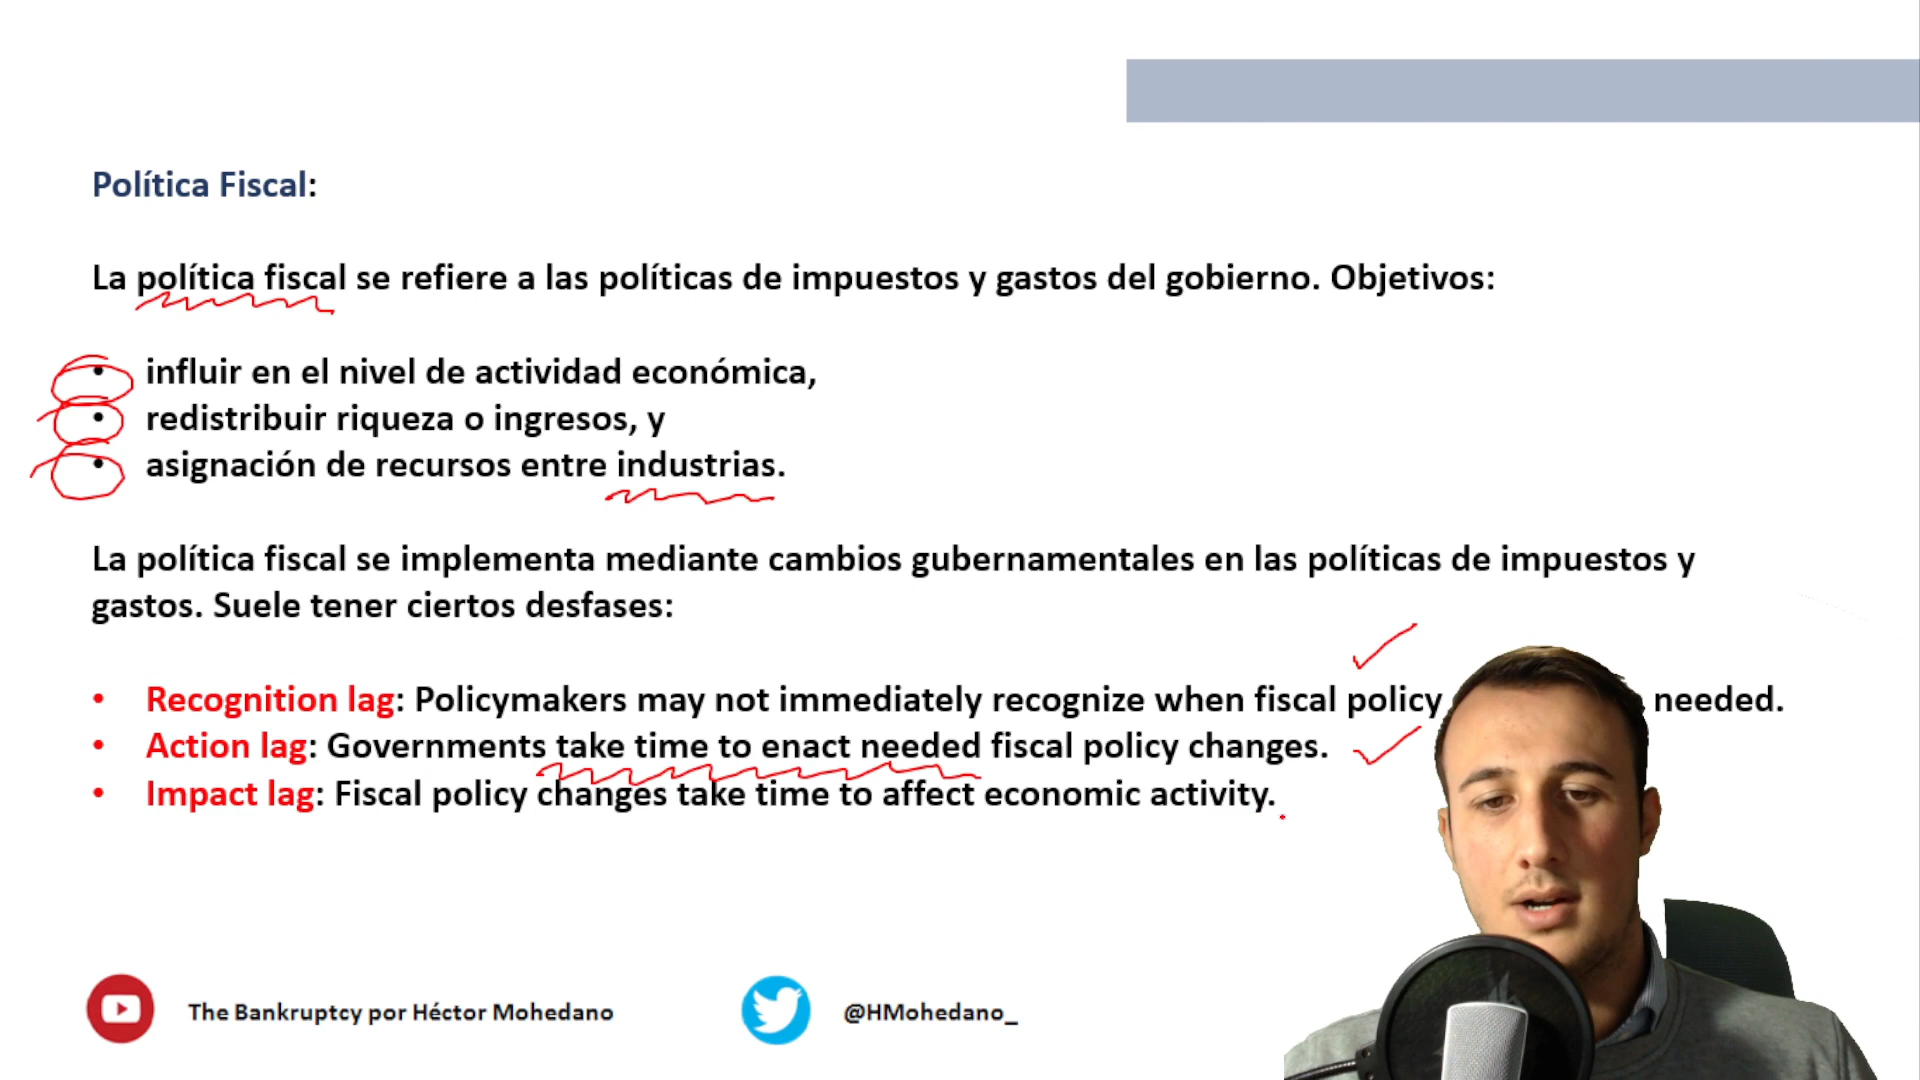 Política Fiscal:
La política fiscal se refiere a las políticas de impuestos y gastos del gobierno. Objetivos:
• influir en el nivel de actividad económica,
• redistribuir riqueza o ingresos, y
• asignación de recursos entre industrias.
La política fiscal se implementa mediante cambios gubernamentales en las políticas de impuestos y
gastos. Suele tener ciertos desfases:
• Recognition lag: Policymakers may not immediately recognize when fiscal policy needed.
• Action lag: Governments take time to enact needed fiscal policy changes.
• Impact lag: Fiscal policy changes take time to affect economic activity.
The Bankruptcy por Héctor Mohedano
@HMohedano_